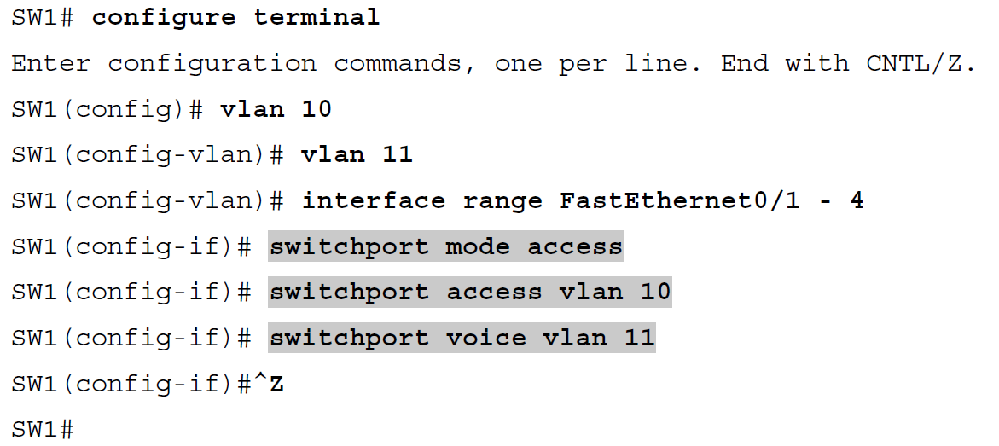 SW1# configure terminal
Enter configuration commands, one per line. End with CNTL/Z.
SW1(config)# vlan 10
SW1(config-vlan)# vlan 11
SW1(config-vlan)# interface range FastEthernet0/1 - 4
SW1(config-if)# switchport mode access
SW1(config-if)# switchport access vlan 10
SW1(config-if)# switchport voice vlan 11
SW1(config-if)#^Z
SW1#